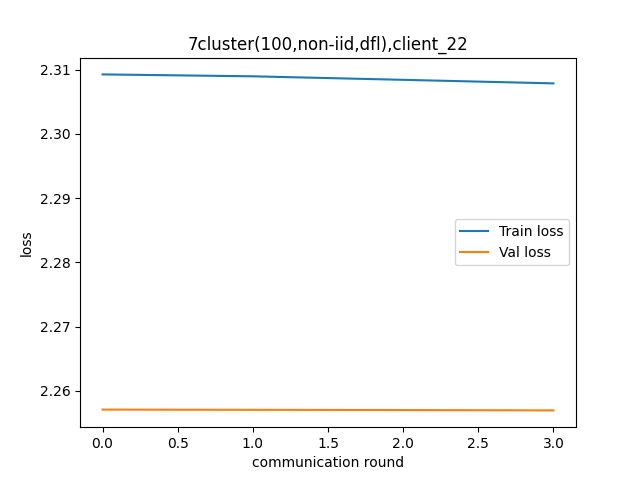 7cluster(100,non-iid,dfl),client_22
2.31
2.30
2.29
2.28
2.27
2.26
loss
Train loss
Val loss
0.0 0.5 1.0 1.5 2.0 2.5 3.0
communication round